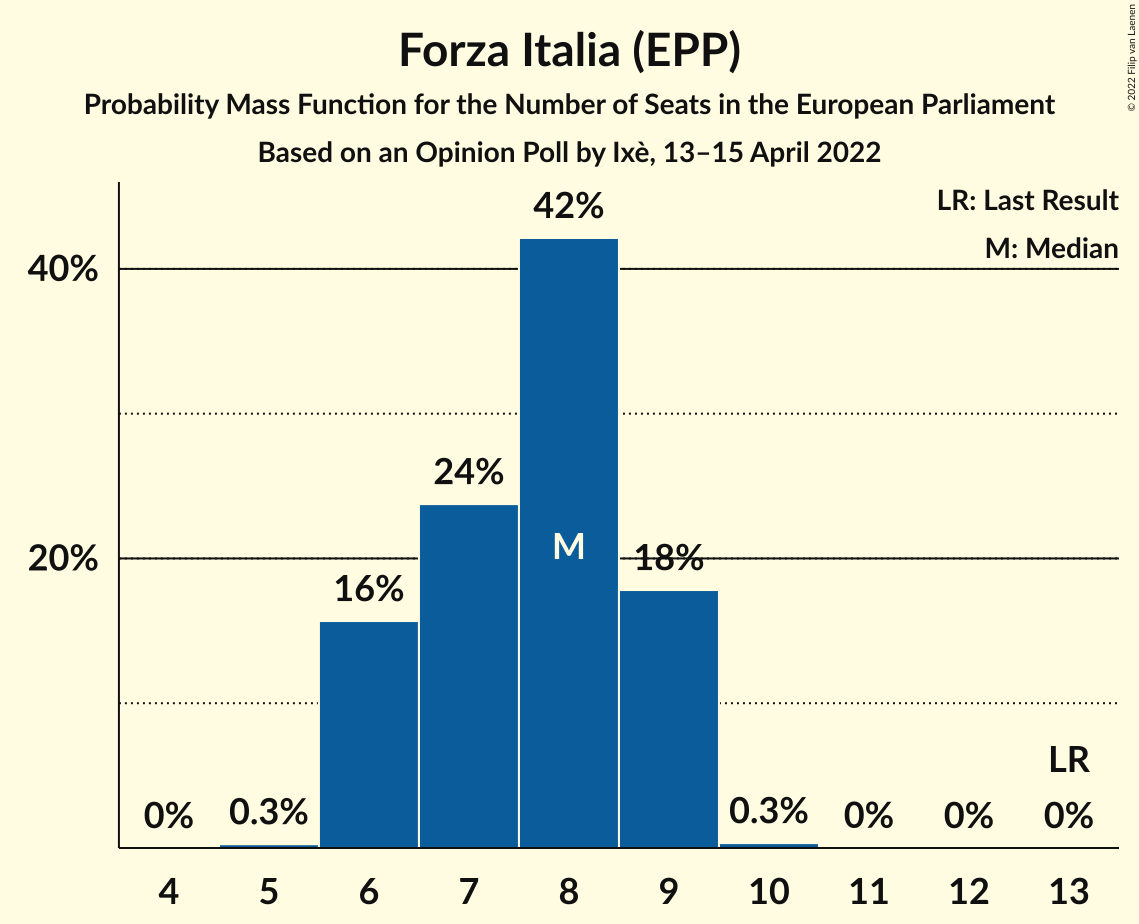 Forza Italia (EPP)
Probability Mass Function for the Number of Seats in the European Parliament
Based on an Opinion Poll by Ixè, 13–15 April 2022
© 2022 Filip van Laenen
LR: Last Result
M: Median
40%
20%
0%
0.3%
16%
24%
42%
M
18%
0.3%
0%
0%
LR
0%
4 5 6 7 8 9 10 11 12 13